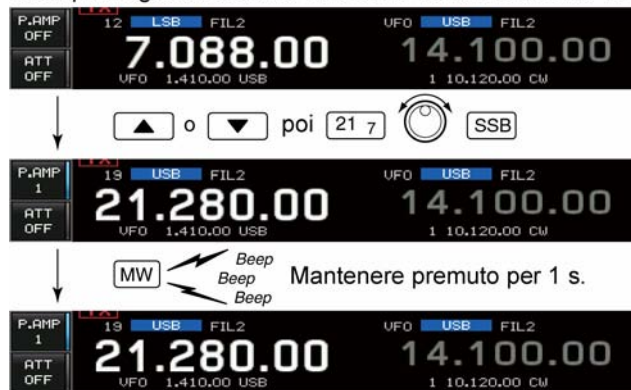 P.AMP OFF 12 LSB FIL2 VFO USB FIL2
7.088.00 14.100.00
ATT OFF VFO 1.410.00 USB 1 10.120.00 CW
▲ o ▼ poi 21 7 SSB
P.AMP 1 19 USB FIL2 VFO USB FIL2
21.280.00 14.100.00
ATT OFF VFO 1.410.00 USB 1 10.120.00 CW
MW Beep Beep Beep Mantenere premuto per 1 s.
P.AMP 1 19 USB FIL2 VFO USB FIL2
21.280.00 14.100.00
ATT OFF VFO 1.410.00 USB 1 10.120.00 CW